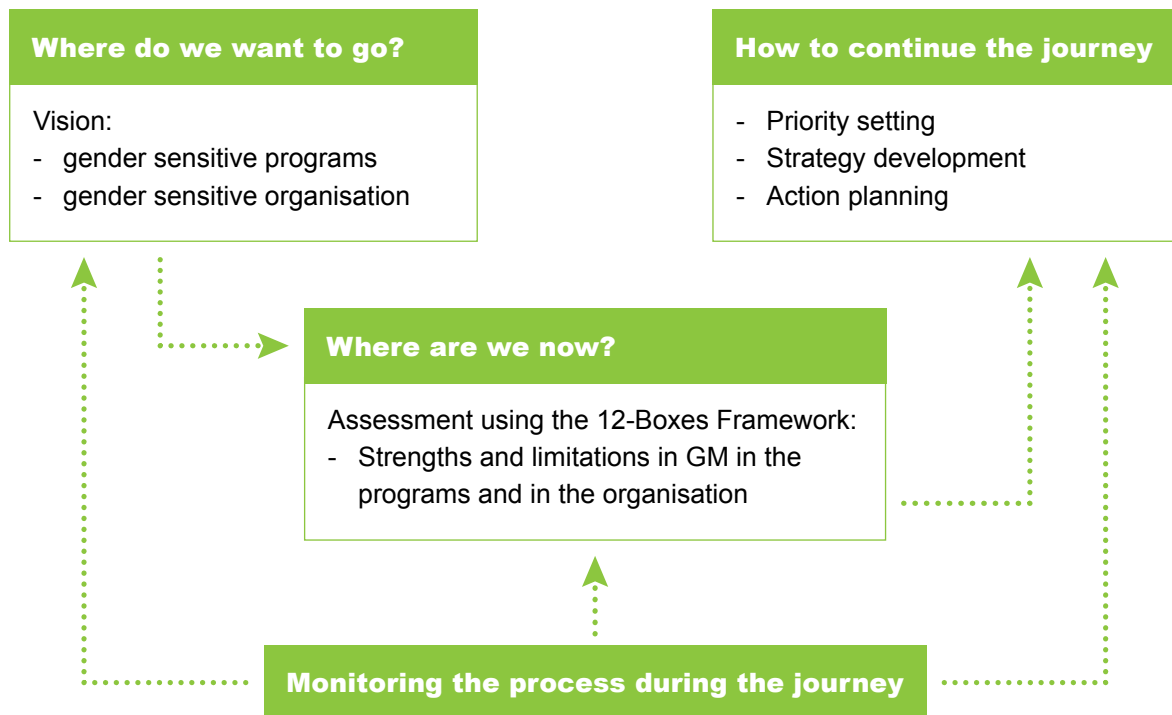 Where do we want to go?
Vision:
- gender sensitive programs
- gender sensitive organisation
How to continue the journey
- Priority setting
- Strategy development
- Action planning
Where are we now?
Assessment using the 12-Boxes Framework:
- Strengths and limitations in GM in the
programs and in the organisation
Monitoring the process during the journey